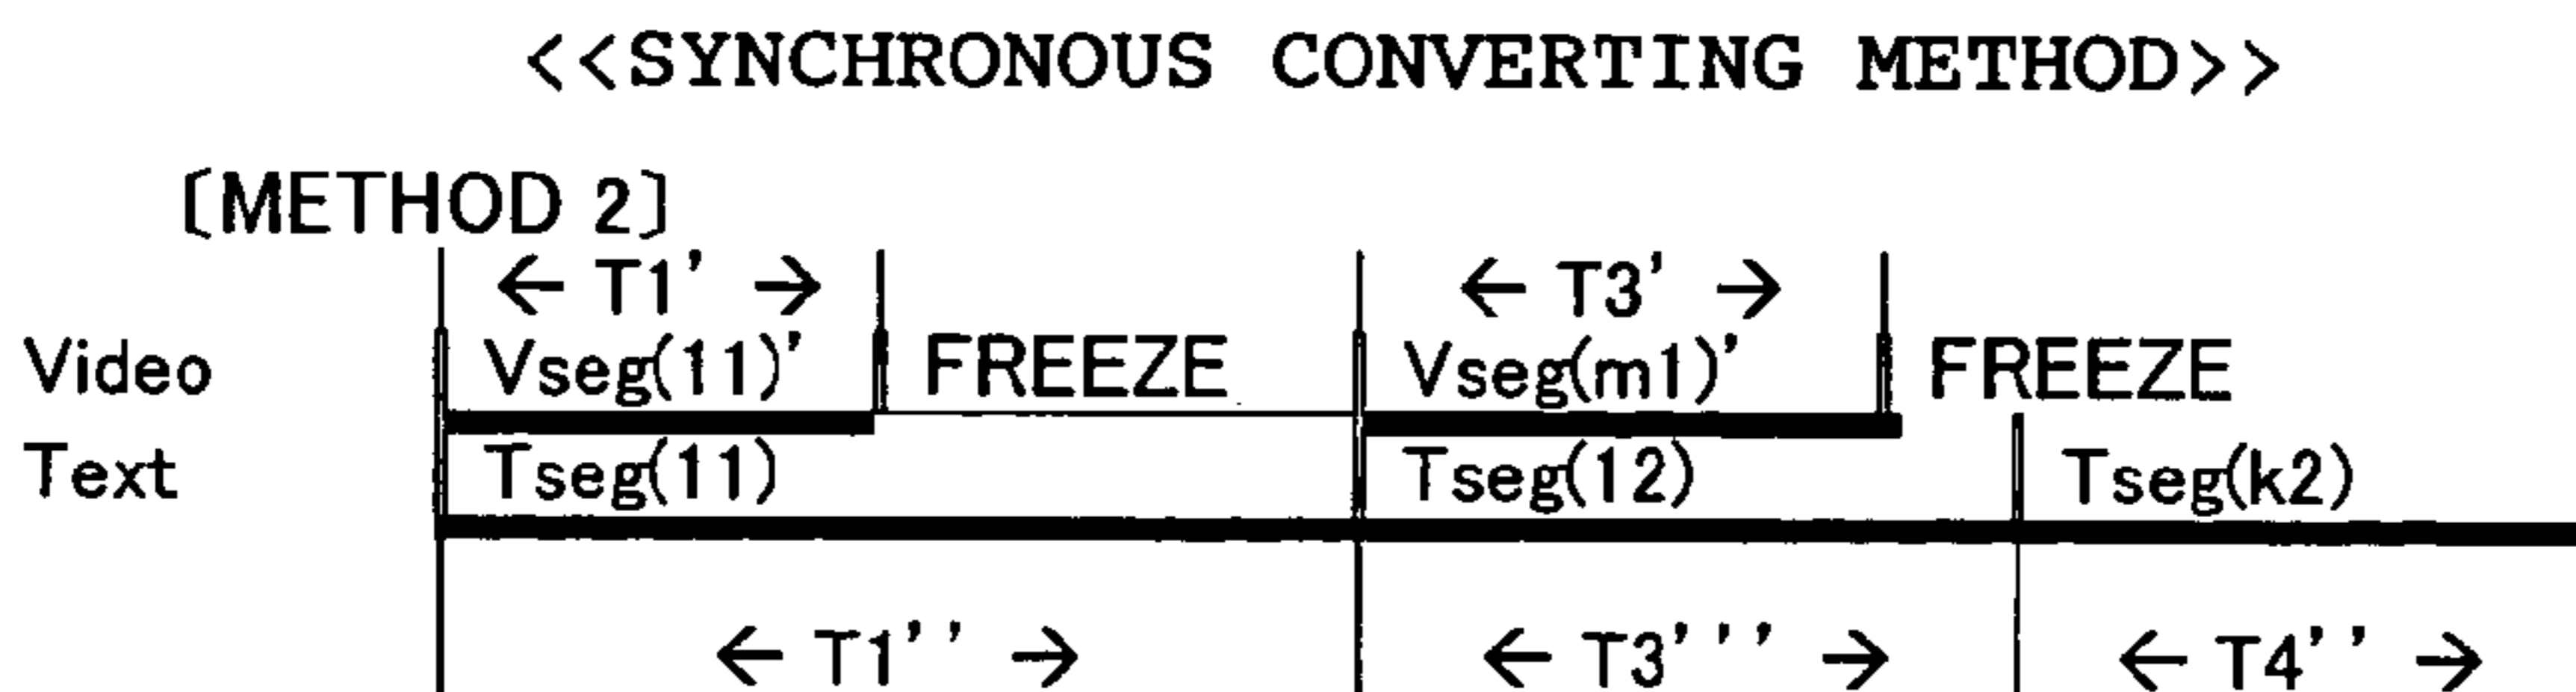 <<SYNCHRONOUS CONVERTING METHOD>>
〔METHOD 2〕
← T1' → ← T3' →
Video Vseg(11)' FREEZE Vseg(m1)' FREEZE
Text Tseg(11) Tseg(12) Tseg(k2)
← T1'' → ← T3''' → ← T4'' →